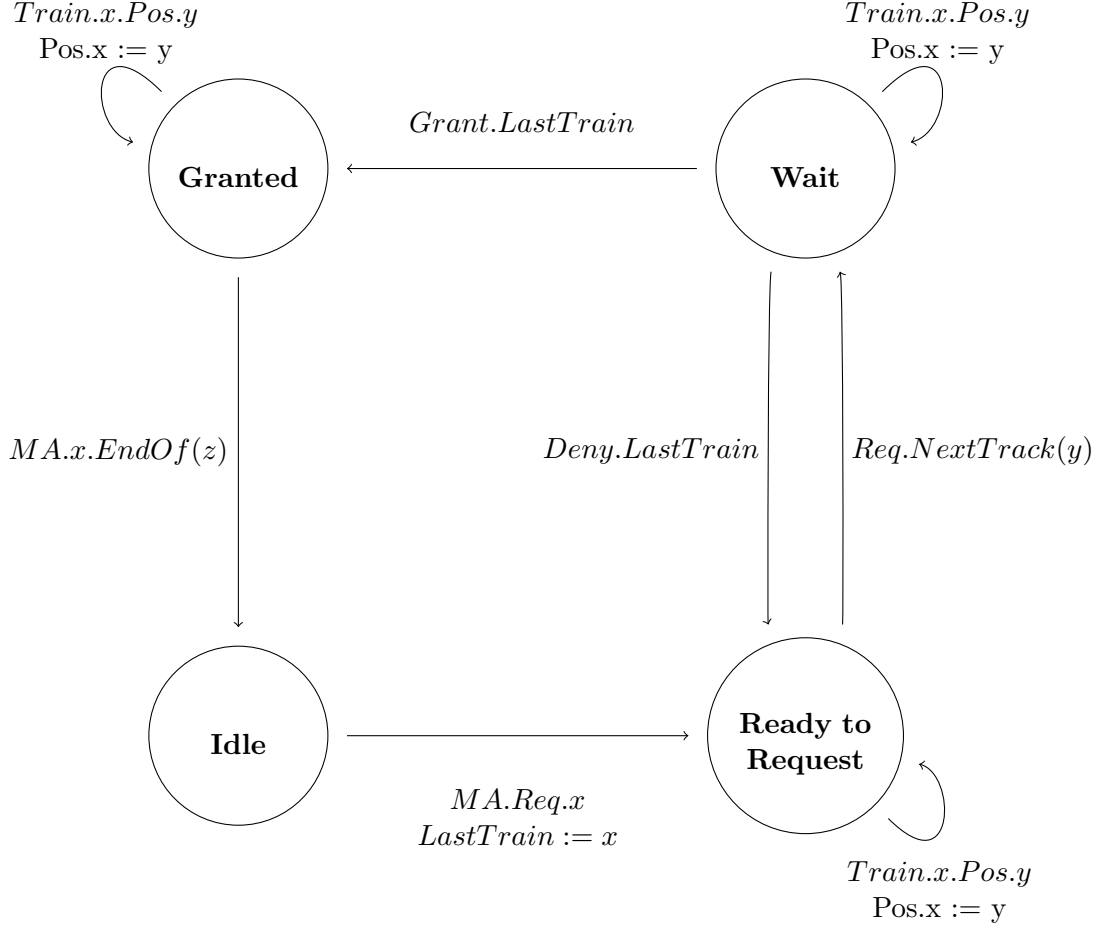 Train.x.Pos.y
Pos.x := y
Train.x.Pos.y
Pos.x := y
Grant.LastTrain
Granted
Wait
MA.x.EndOf(z)
Deny.LastTrain
Req.NextTrack(y)
Idle
Ready to
Request
MA.Req.x
LastTrain := x
Train.x.Pos.y
Pos.x := y